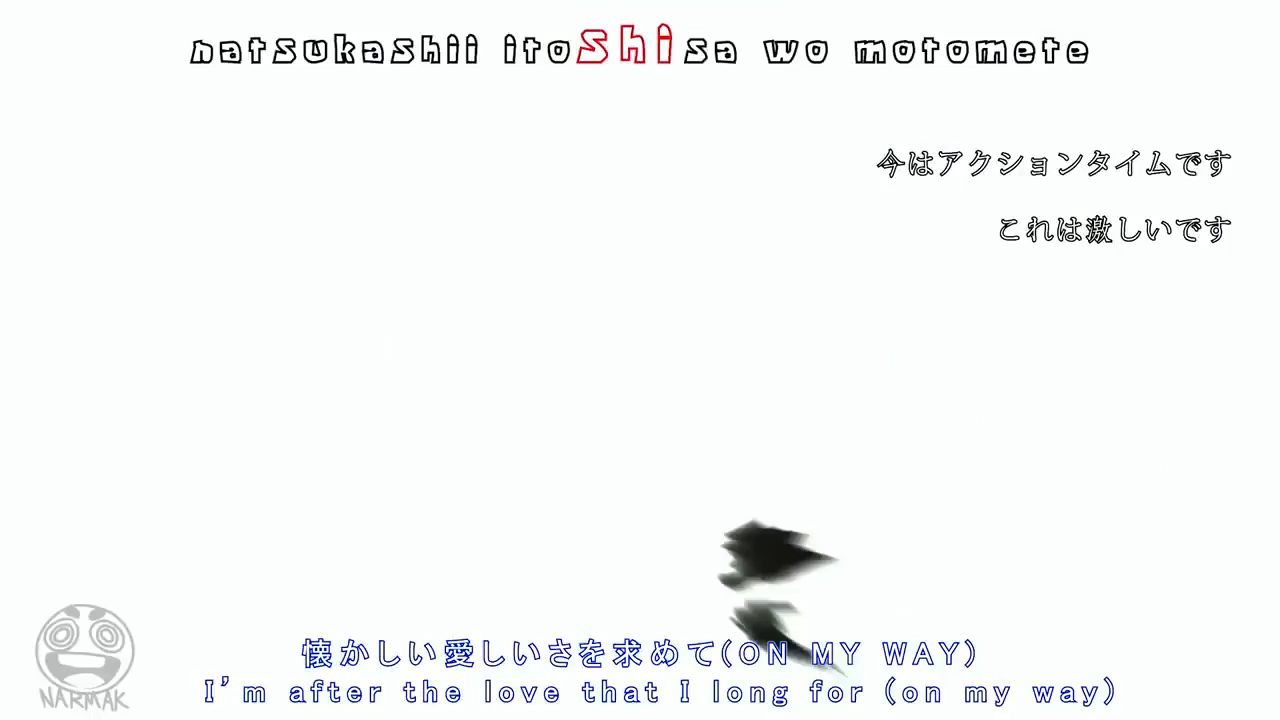 natsukashii itoshisa wo motomete
今はアクションタイムです
これは激しいです
懐かしい愛しいさを求めて(ON MY WAY)
I'm after the love that I long for (on my way)
NARMAK